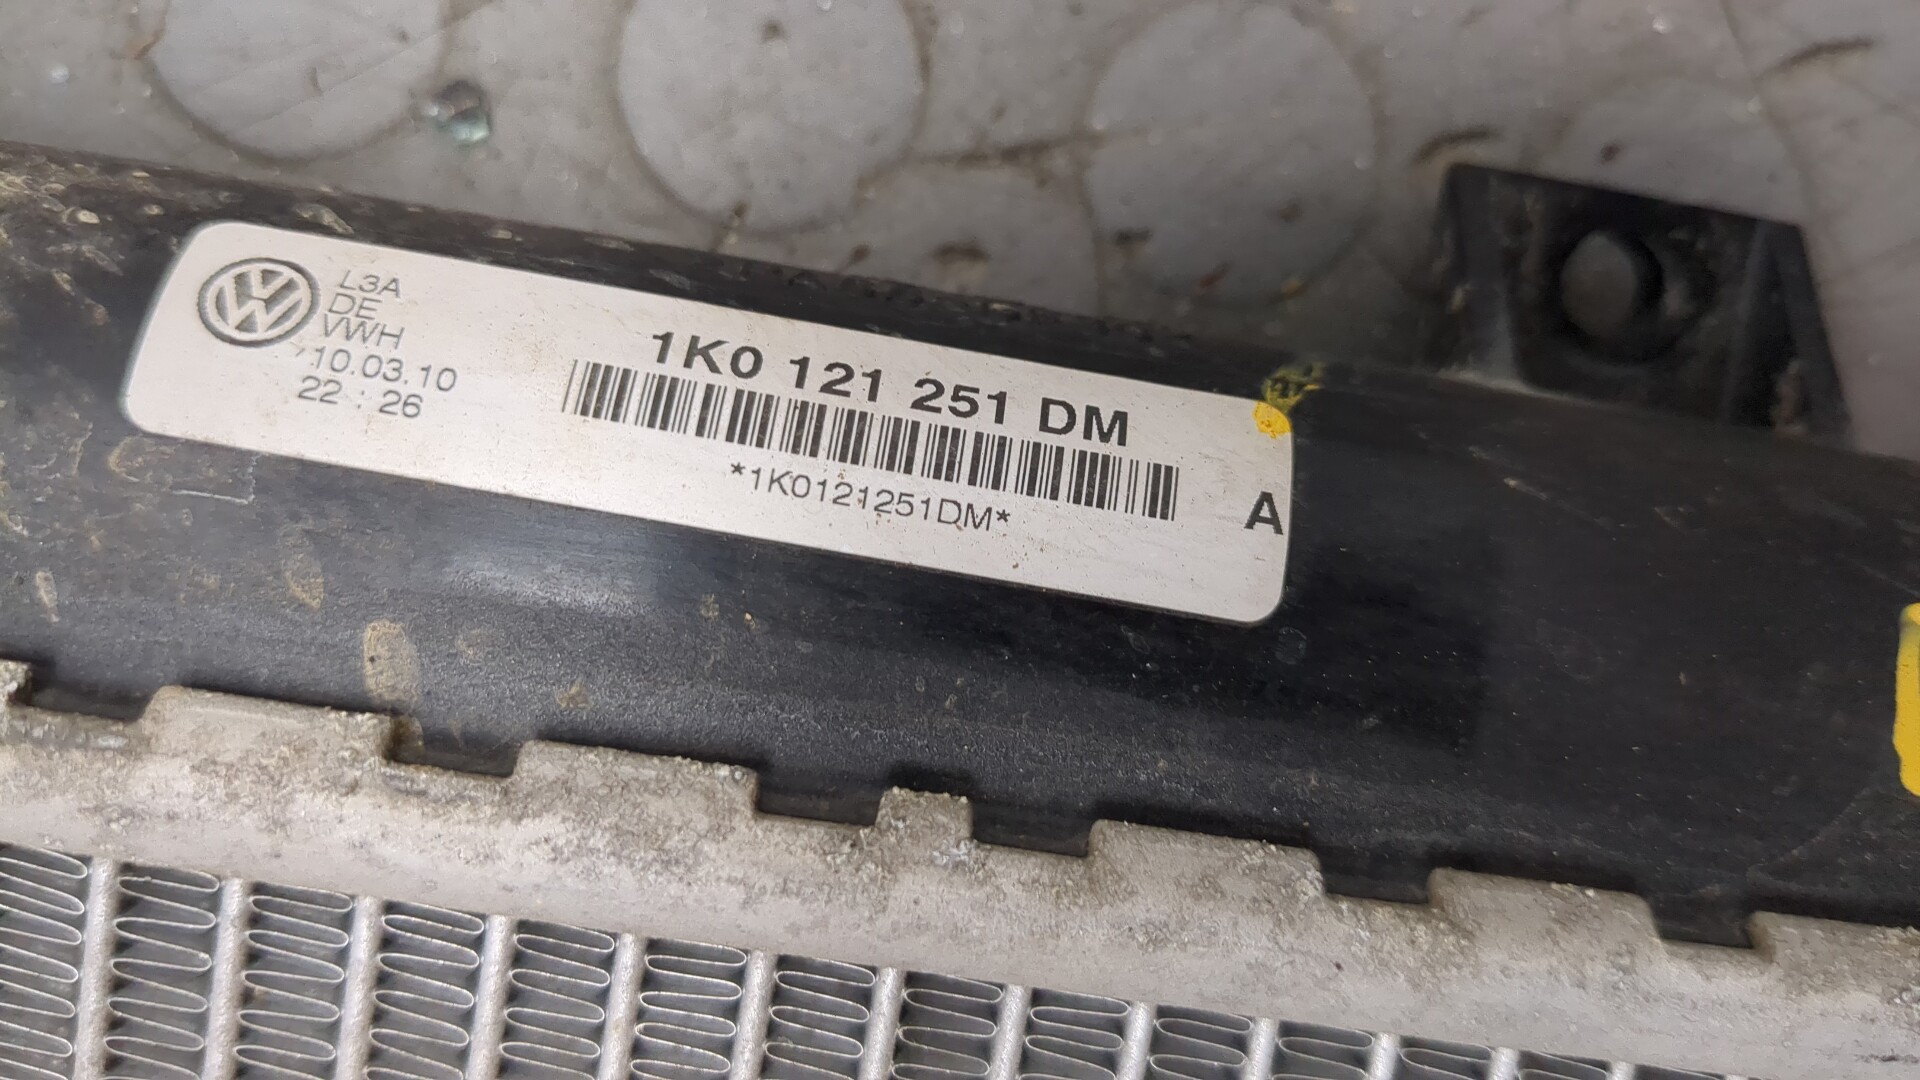 L3A
DE
VWH
10.03.10
22 : 26
1K0 121 251 DM
*1K0121251DM*
A